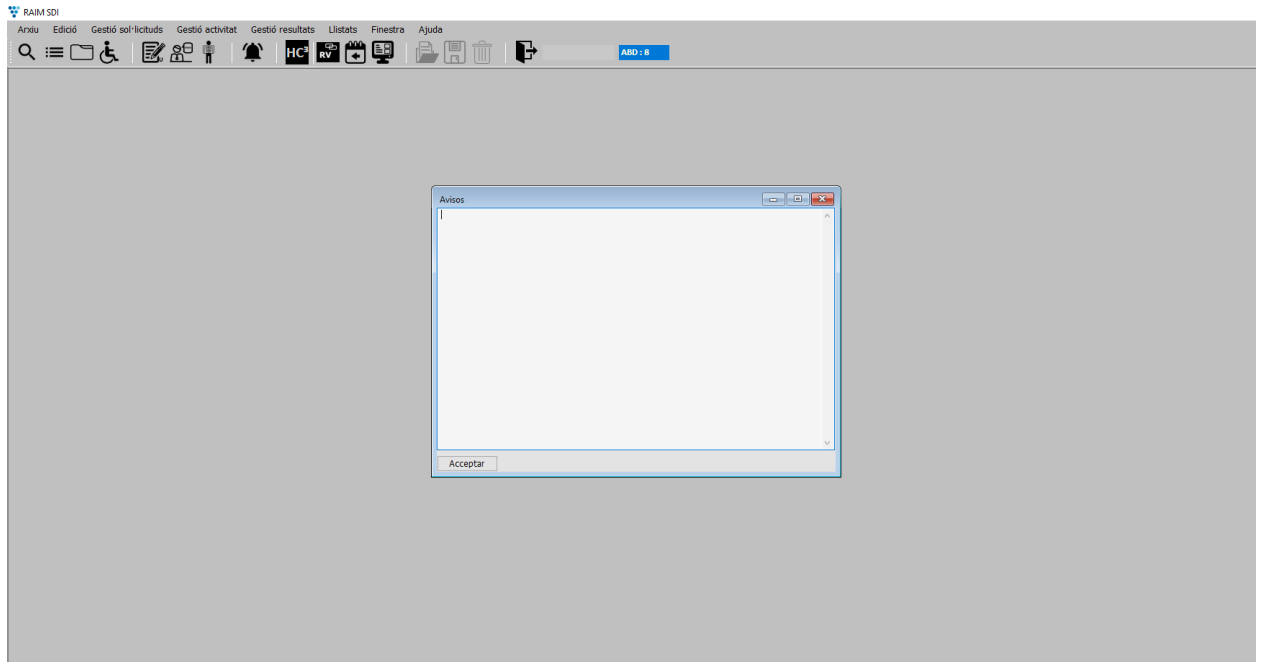 RAIM SDI
Arxiu Edició Gestió sol·licituds Gestió activitat Gestió resultats Llistats Finestra Ajuda
HC³ RV ABD : 8
Avisos
Acceptar